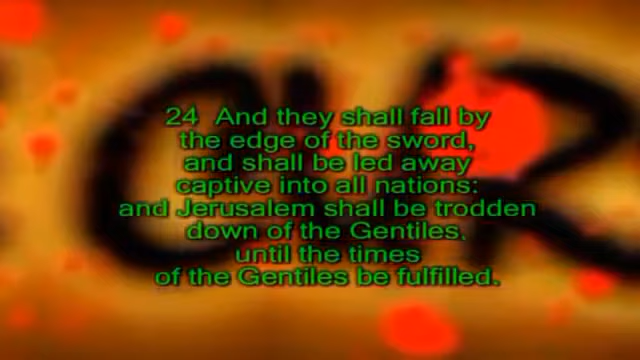 24 And they shall fall by
the edge of the sword,
and shall be led away
captive into all nations:
and Jerusalem shall be trodden
down of the Gentiles,
until the times
of the Gentiles be fulfilled.